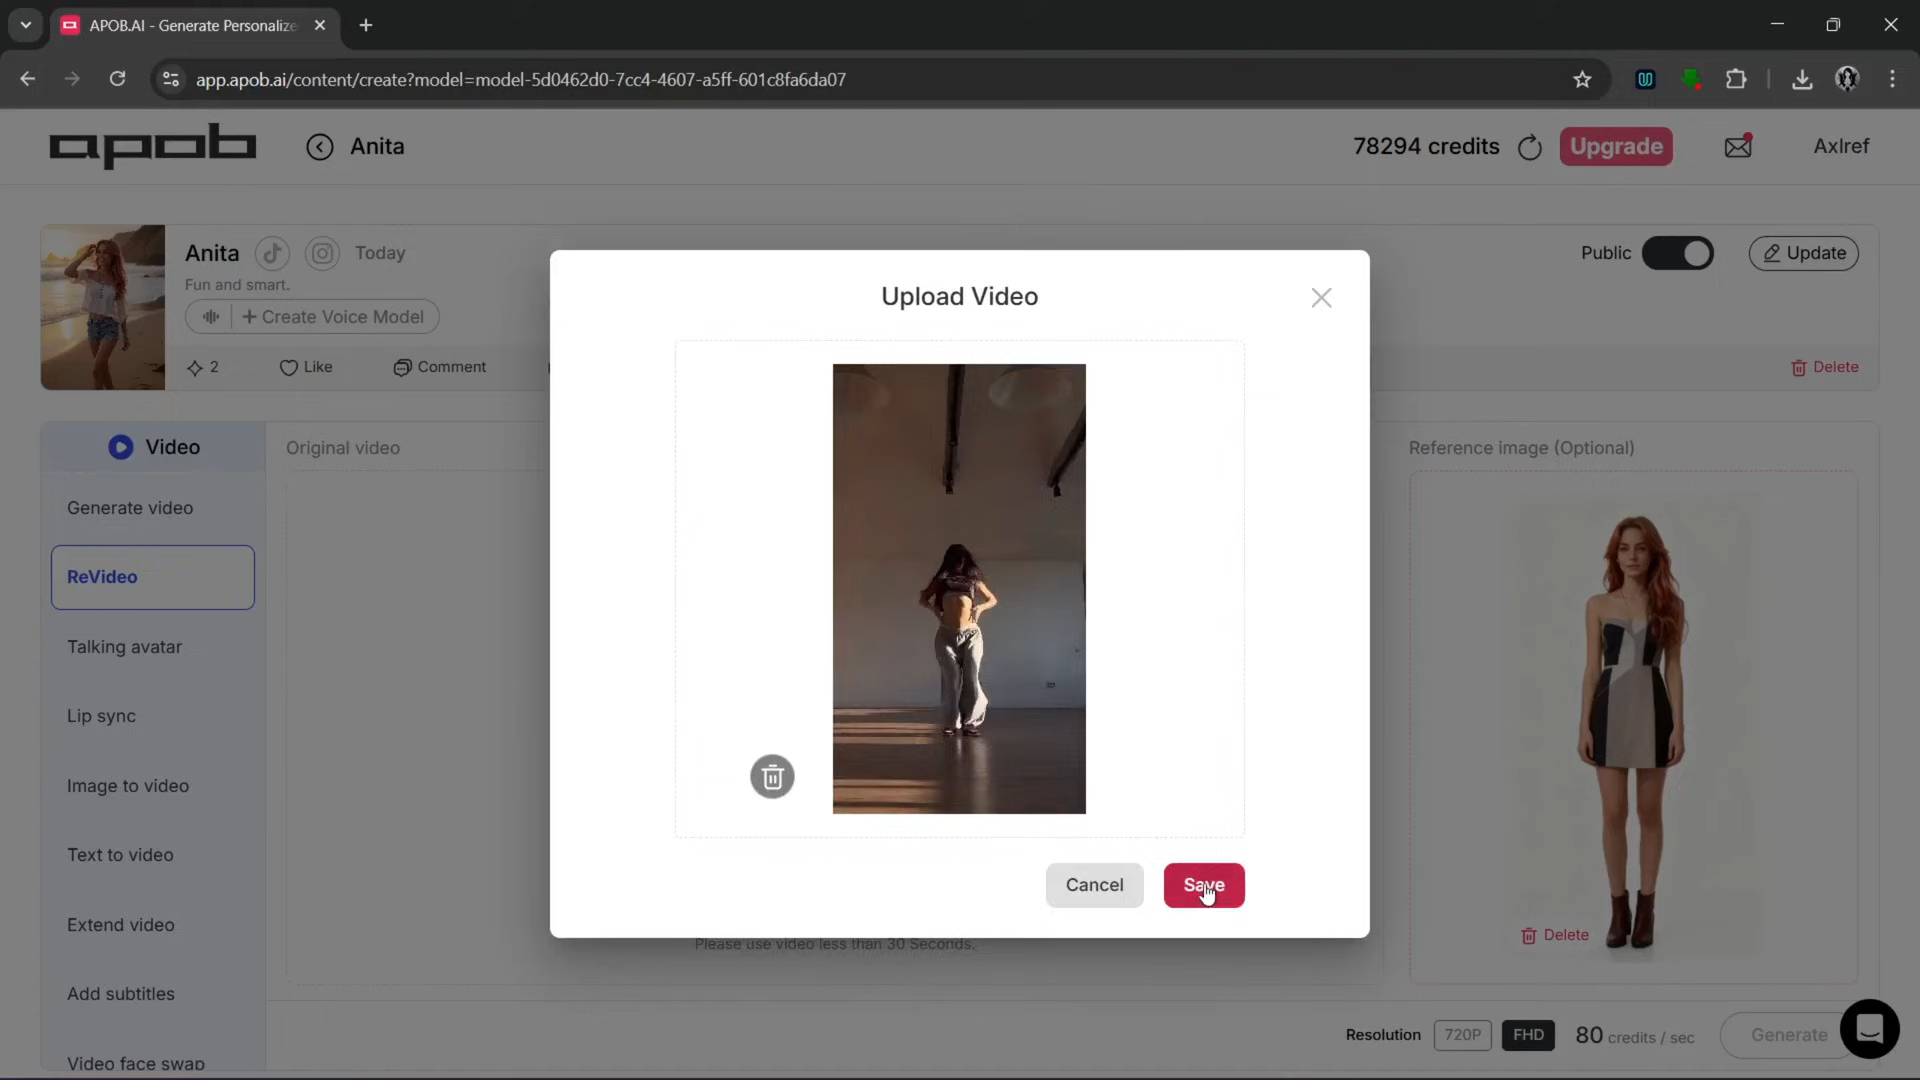 APOB.AI - Generate Personalize
app.apob.ai/content/create?model=model-5d0462d0-7cc4-4607-a5ff-601c8fa6da07
apob
Anita
78294 credits
Upgrade
Axlref
Anita
Today
Public
Update
Fun and smart.
+ Create Voice Model
2
Like
Comment
Delete
Upload Video
Video
Original video
Reference image (Optional)
Generate video
ReVideo
Talking avatar
Lip sync
Image to video
Text to video
Extend video
Add subtitles
Video face swap
Cancel
Save
Please use video less than 30 Seconds.
Delete
Resolution
720P
FHD
80 credits / sec
Generate